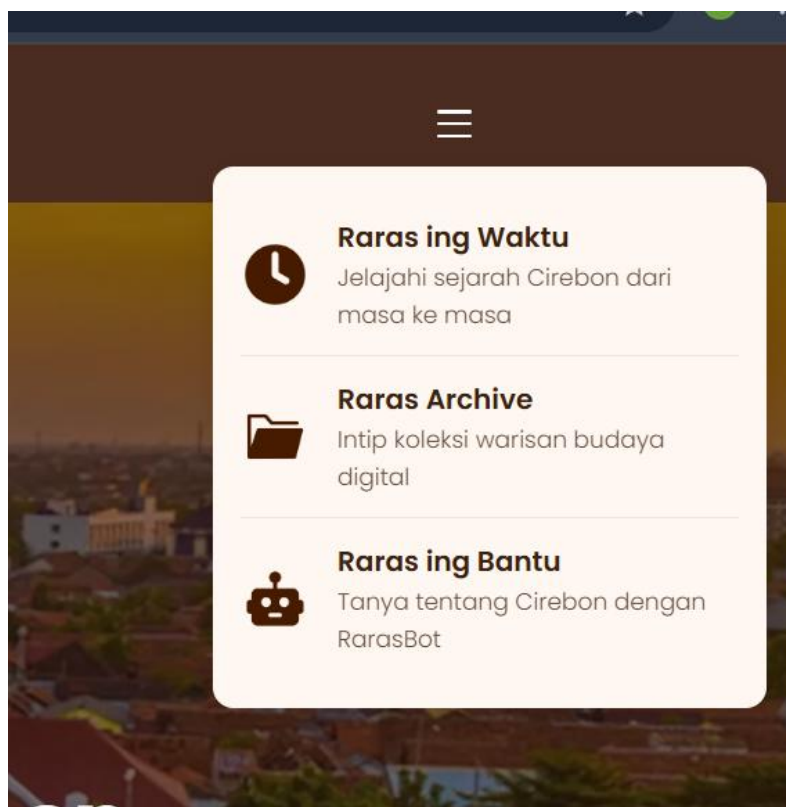 Raras ing Waktu
Jelajahi sejarah Cirebon dari
masa ke masa
Raras Archive
Intip koleksi warisan budaya
digital
Raras ing Bantu
Tanya tentang Cirebon dengan
RarasBot